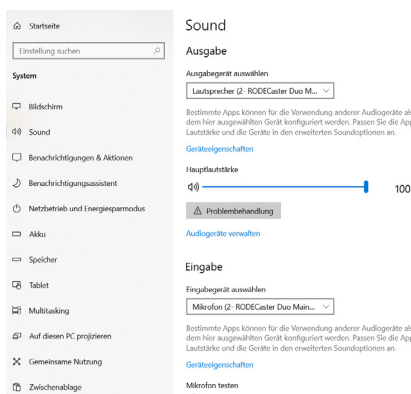 Startseite
Einstellung suchen
System
Bildschirm
Sound
Benachrichtigungen & Aktionen
Benachrichtigungsassistent
Netzbetrieb und Energiesparmodus
Akku
Speicher
Tablet
Multitasking
Auf diesen PC projizieren
Gemeinsame Nutzung
Zwischenablage
Sound
Ausgabe
Ausgabegerät auswählen
Lautsprecher (2- RODECaster Duo M...
Bestimmte Apps können für die Verwendung anderer Audiogeräte als
dem hier ausgewählten Gerät konfiguriert werden. Passen Sie die App
Lautstärke und die Geräte in den erweiterten Soundoptionen an.
Geräteeigenschaften
Hauptlautstärke
100
Problembehandlung
Audiogeräte verwalten
Eingabe
Eingabegerät auswählen
Mikrofon (2- RODECaster Duo Main...
Bestimmte Apps können für die Verwendung anderer Audiogeräte als
dem hier ausgewählten Gerät konfiguriert werden. Passen Sie die App
Lautstärke und die Geräte in den erweiterten Soundoptionen an.
Geräteeigenschaften
Mikrofon testen